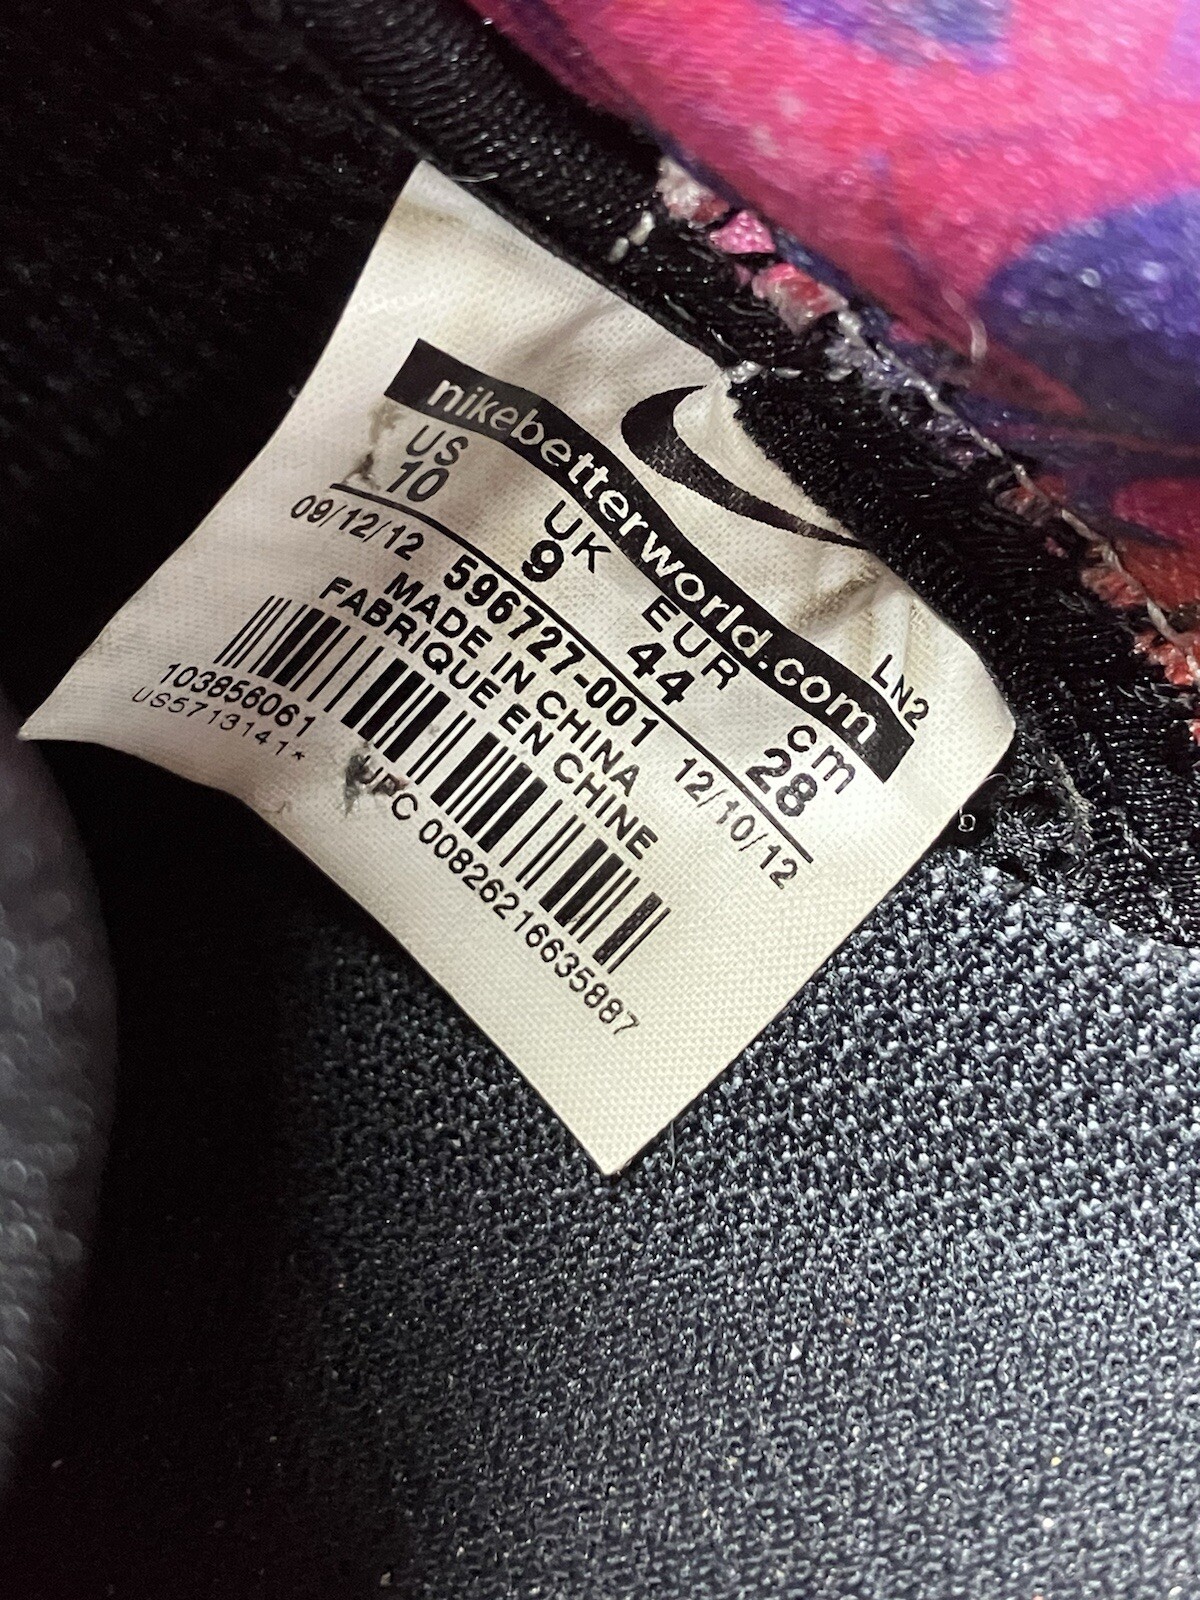 nikebetterworld.com
LN2
US UK EUR cm
10 9 44 28
09/12/12 596727-001 12/10/12
MADE IN CHINA
FABRIQUE EN CHINE
103856061
US5713141*
UPC 00826216635887